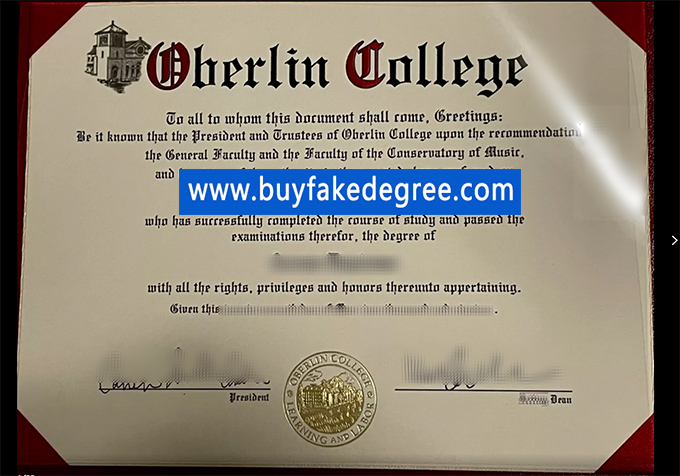 Oberlin College
To all to whom this document shall come, Greetings:
Be it known that the President and Trustees of Oberlin College upon the recommendation
the General Faculty and the Faculty of the Conservatory of Music,
and
www.buyfakedegree.com
who has successfully completed the course of study and passed the
examinations therefor, the degree of
with all the rights, privileges and honors thereunto appertaining.
Given this
President
Dean
OBERLIN COLLEGE
LEARNING AND LABOR